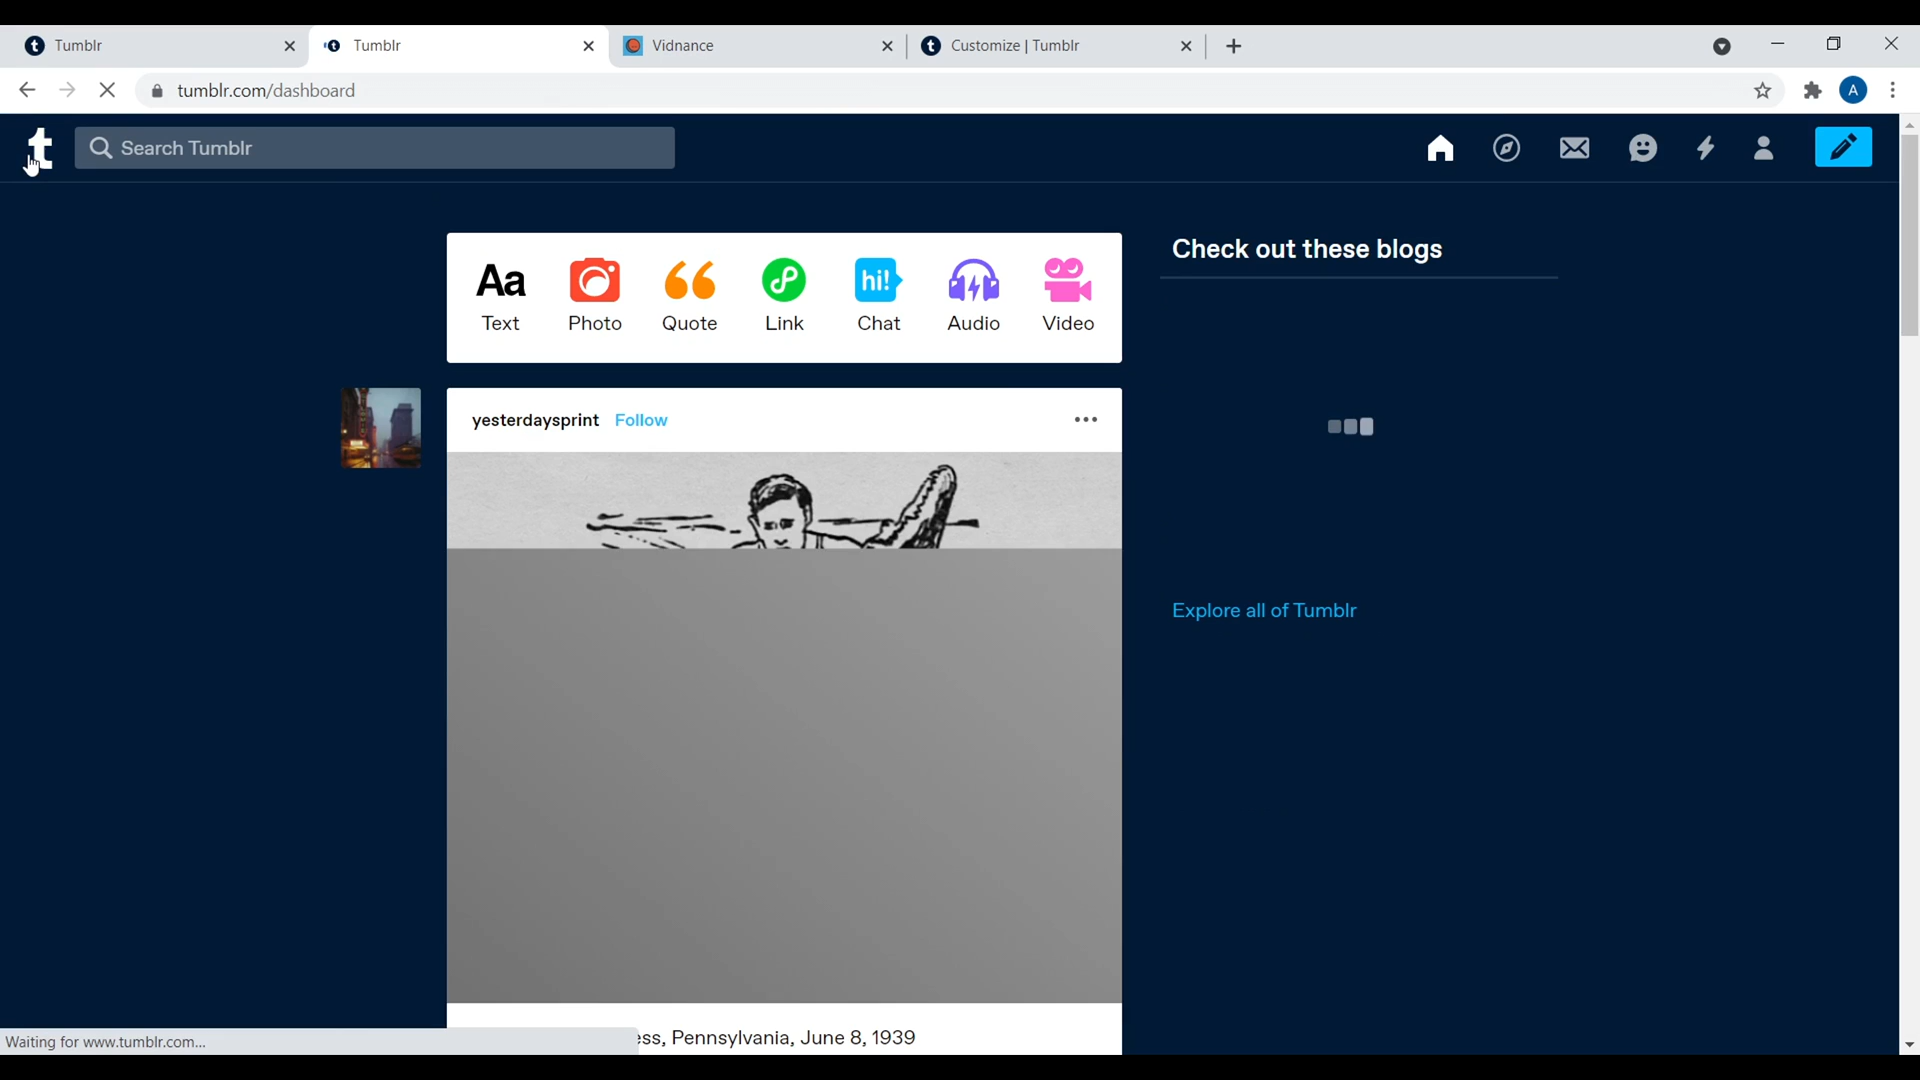 Tumblr
Tumblr
Vidnance
Customize | Tumblr
tumblr.com/dashboard
A
t
Search Tumblr
Aa
hi!
Text
Photo
Quote
Link
Chat
Audio
Video
Check out these blogs
yesterdaysprint Follow
Explore all of Tumblr
ess, Pennsylvania, June 8, 1939
Waiting for www.tumblr.com...